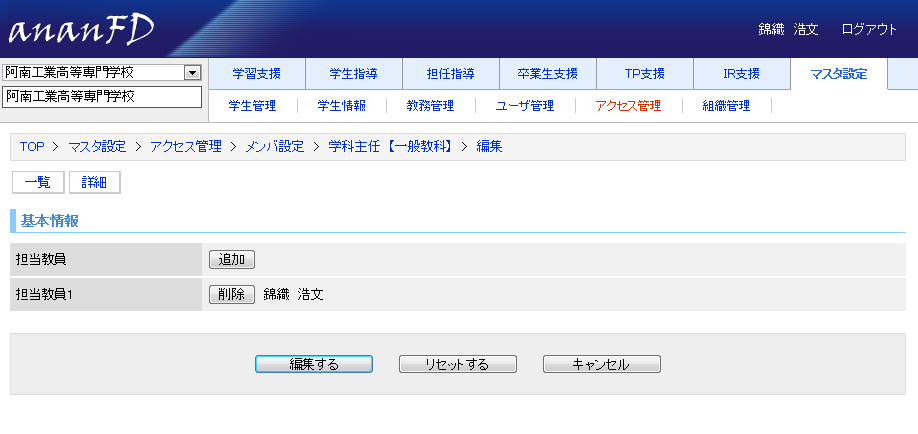 ananFD
錦織 浩文 ログアウト
阿南工業高等専門学校
阿南工業高等専門学校
学習支援 学生指導 担任指導 卒業生支援 TP支援 IR支援 マスタ設定
学生管理 学生情報 教務管理 ユーザ管理 アクセス管理 組織管理
TOP > マスタ設定 > アクセス管理 > メンバ設定 > 学科主任【一般教科】 > 編集
一覧 詳細
基本情報
担当教員 追加
担当教員1 削除 錦織 浩文
編集する リセットする キャンセル